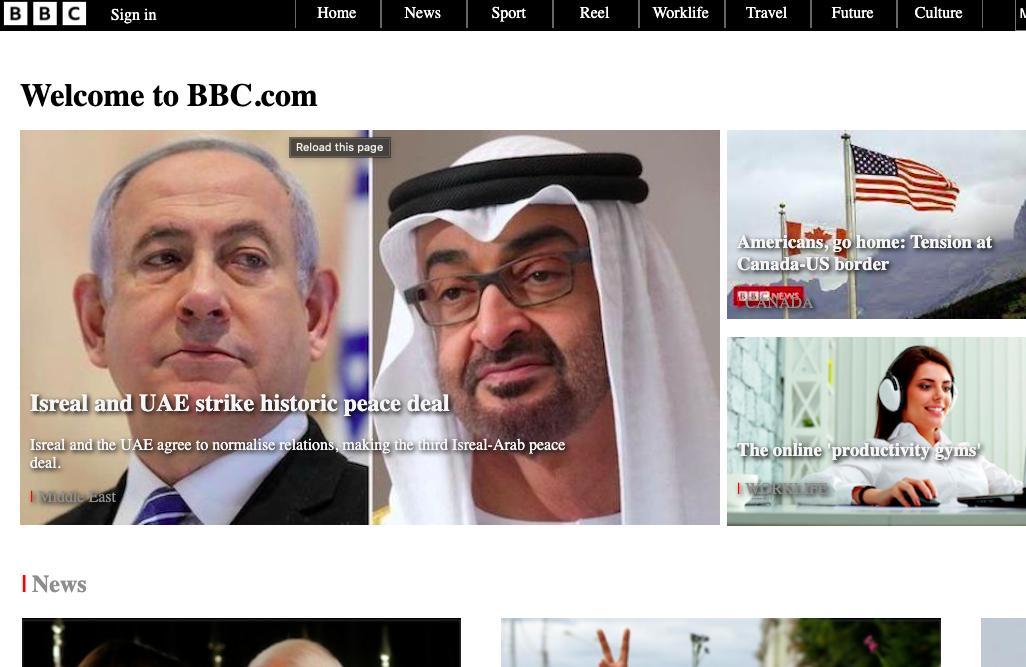 BBC Sign in Home News Sport Reel Worklife Travel Future Culture
Welcome to BBC.com
Reload this page
Isreal and UAE strike historic peace deal
Isreal and the UAE agree to normalise relations, making the third Isreal-Arab peace
deal.
Middle East
Americans, go home: Tension at
Canada-US border
BBC NEWS
CANADA
The online 'productivity gyms'
WORKLIFE
News